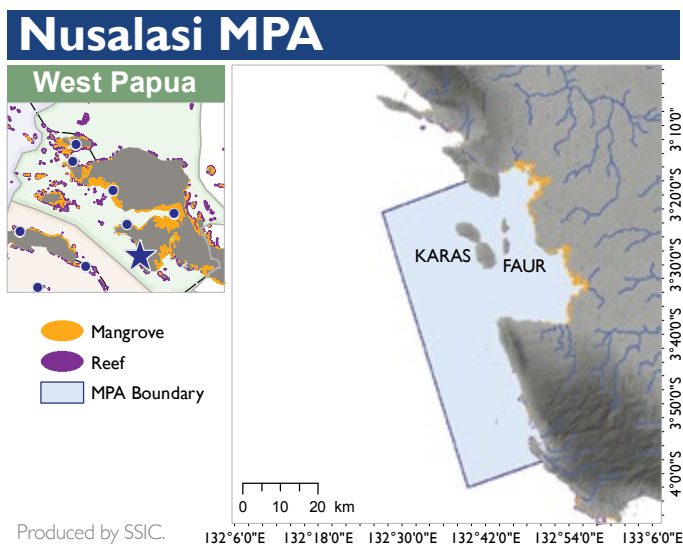 Nusalasi MPA
West Papua
KARAS
FAUR
Mangrove
Reef
MPA Boundary
0 10 20 km
Produced by SSIC.
3°10'0"
3°20'0"S
3°30'0"S
3°40'0"S
3°50'0"S
4°0'0"S
132°6'0"E 132°18'0"E 132°30'0"E 132°42'0"E 132°54'0"E 133°6'0"E